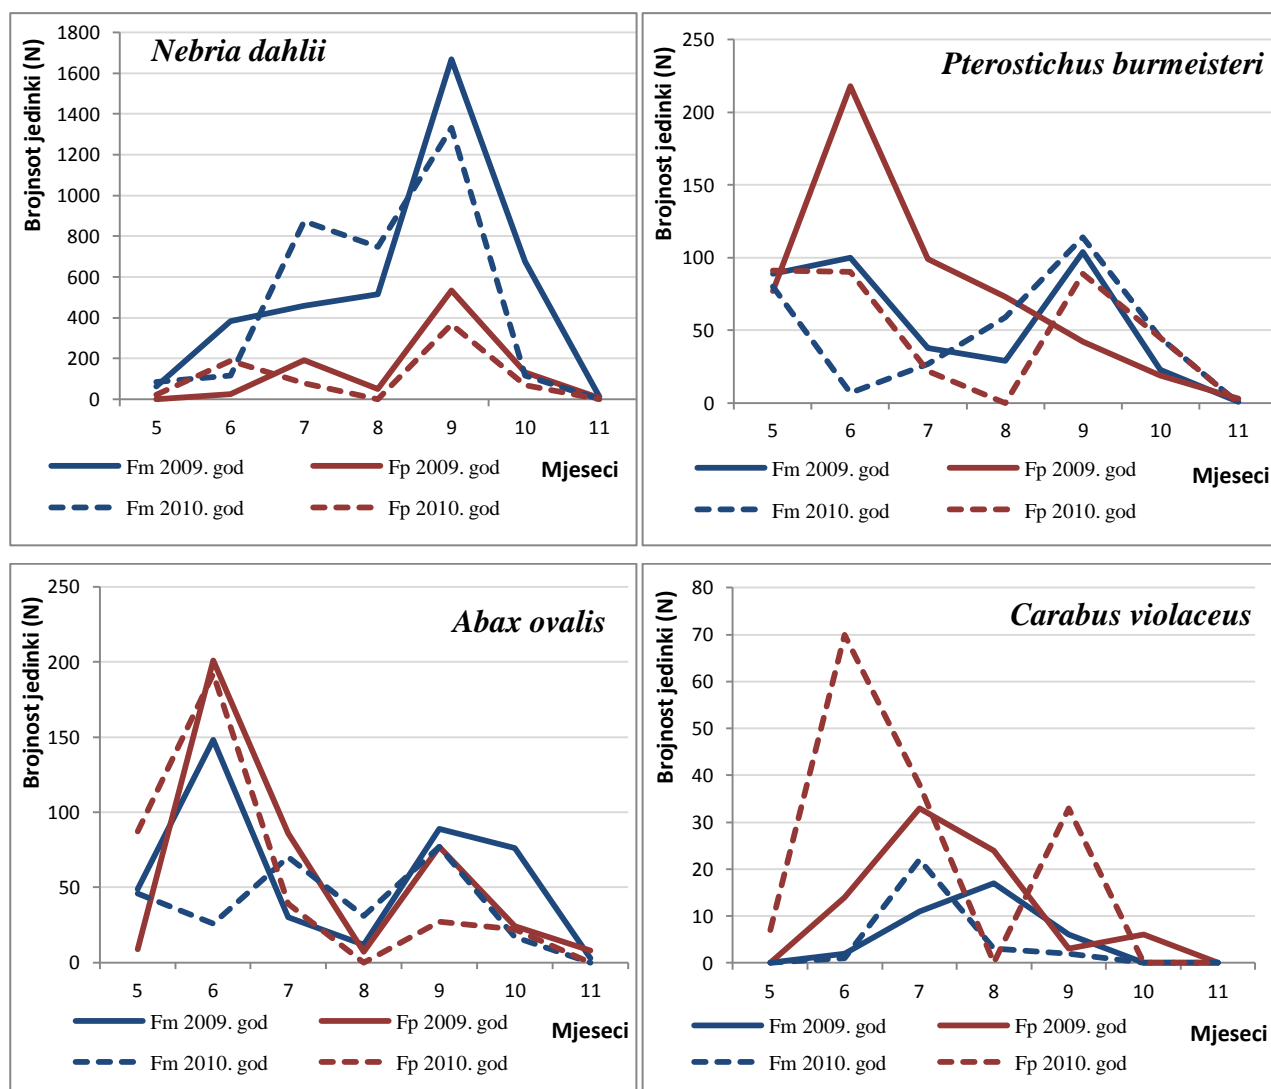 Nebria dahlii
Brojnsot jedinki (N)
1800
1600
1400
1200
1000
800
600
400
200
0
5 6 7 8 9 10 11
Fm 2009. god Fp 2009. god Mjeseci
Fm 2010. god Fp 2010. god
Pterostichus burmeisteri
Brojnost jedinki (N)
250
200
150
100
50
0
5 6 7 8 9 10 11
Fm 2009. god Fp 2009. god Mjeseci
Fm 2010. god Fp 2010. god
Abax ovalis
Brojnost jedinki (N)
250
200
150
100
50
0
5 6 7 8 9 10 11
Fm 2009. god Fp 2009. god Mjeseci
Fm 2010. god Fp 2010. god
Carabus violaceus
Brojnost jedinki (N)
80
70
60
50
40
30
20
10
0
5 6 7 8 9 10 11
Fm 2009. god Fp 2009. god Mjeseci
Fm 2010. god Fp 2010. god